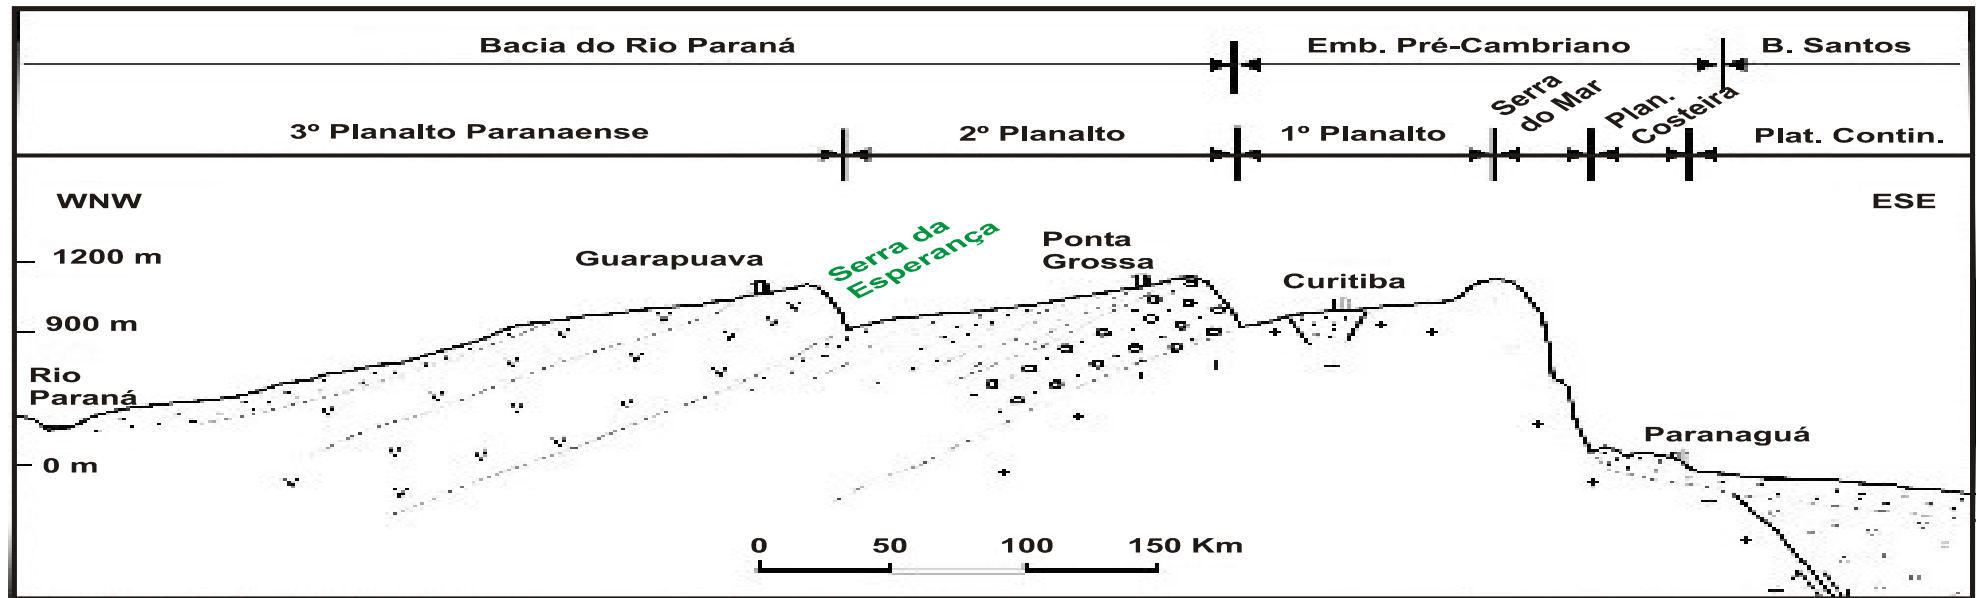 Bacia do Rio Paraná
Emb. Pré-Cambriano
B. Santos
3º Planalto Paranaense
2º Planalto
1º Planalto
Serra
do Mar
Plan.
Costeira
Plat. Contin.
WNW
ESE
1200 m
900 m
0 m
Rio
Paraná
Guarapuava
Serra da
Esperança
Ponta
Grossa
Curitiba
Paranaguá
0 50 100 150 Km